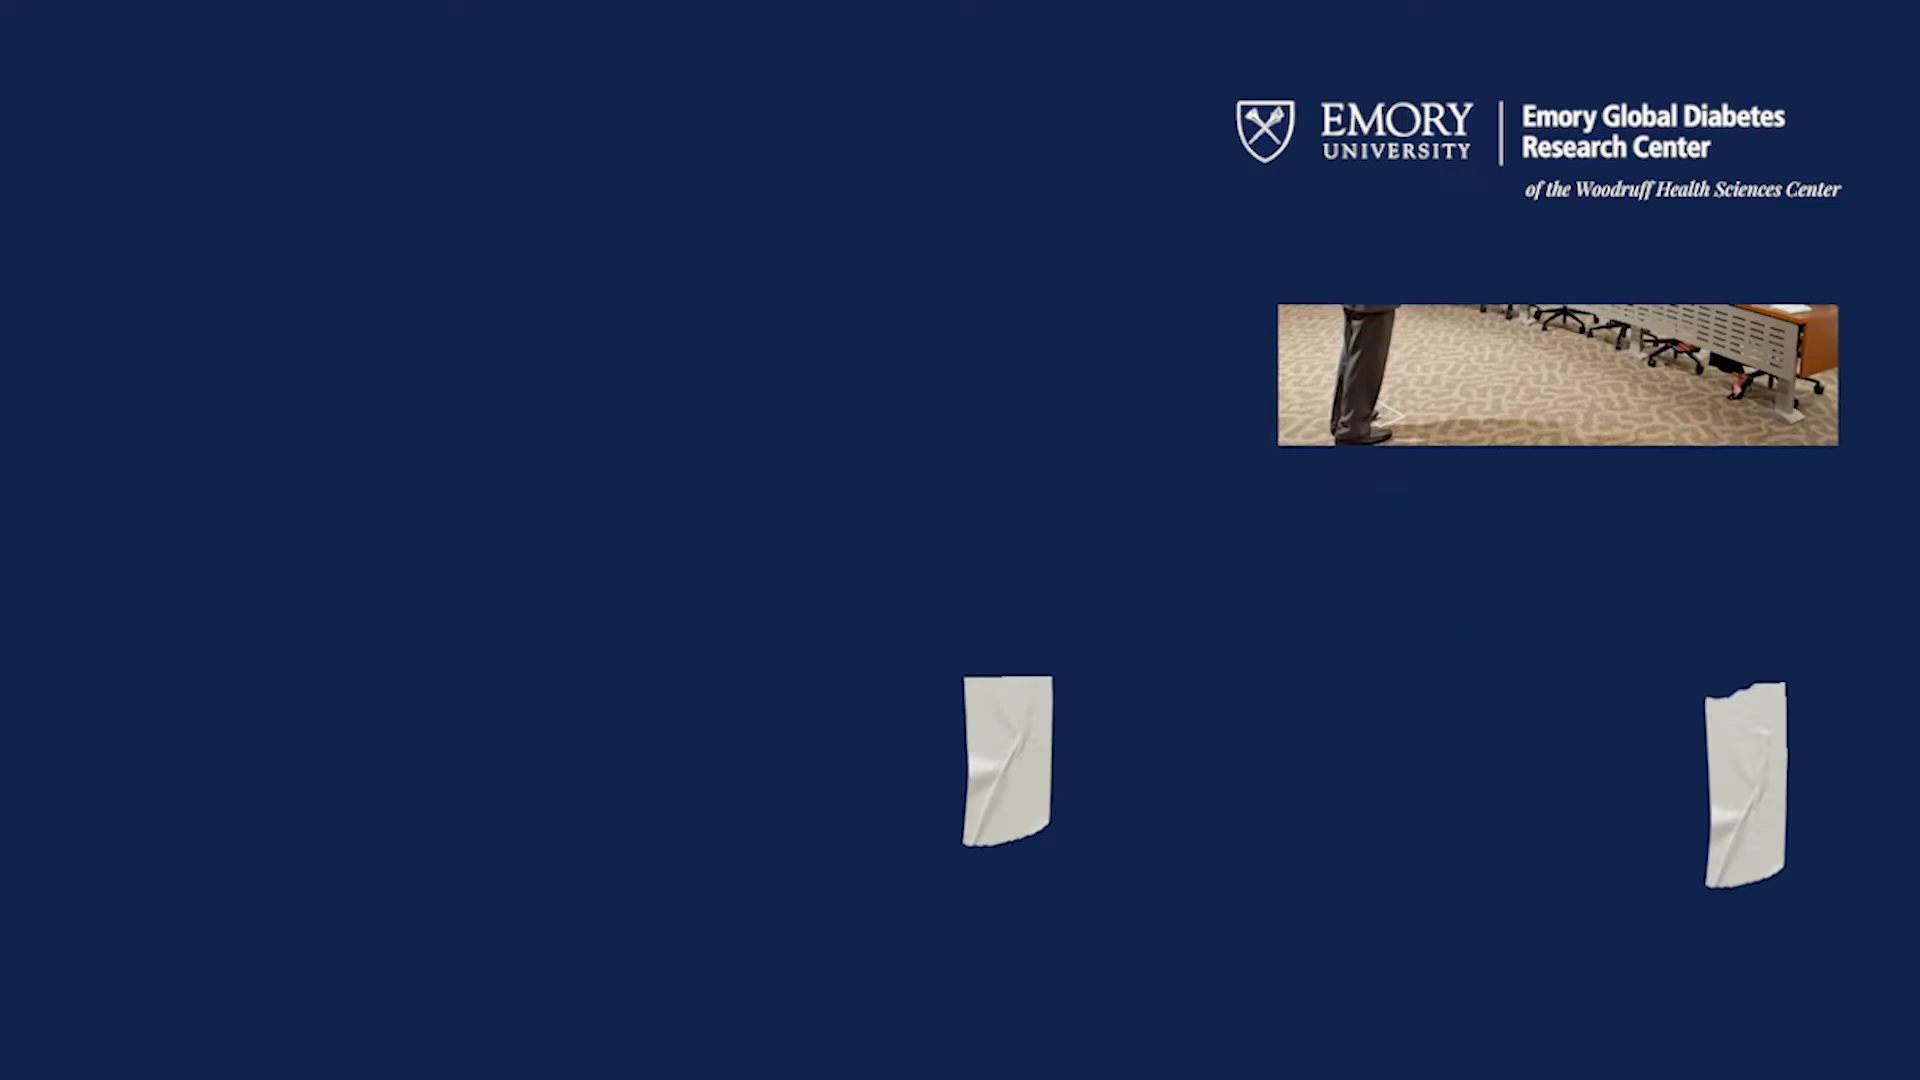 EMORY
UNIVERSITY
Emory Global Diabetes
Research Center
of the Woodruff Health Sciences Center